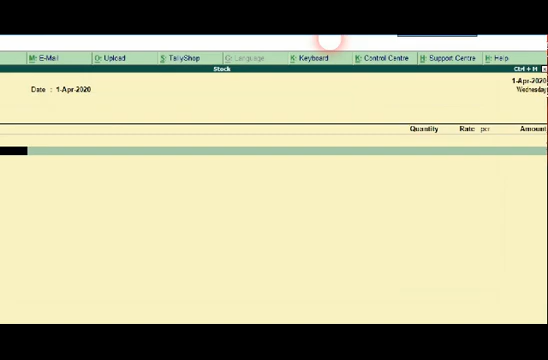 M: E-Mail O: Upload S: TallyShop G: Language K: Keyboard K: Control Centre H: Support Centre H: Help
Stock Ctrl + M
1-Apr-2020
Date : 1-Apr-2020 Wednesday
Quantity Rate per Amount